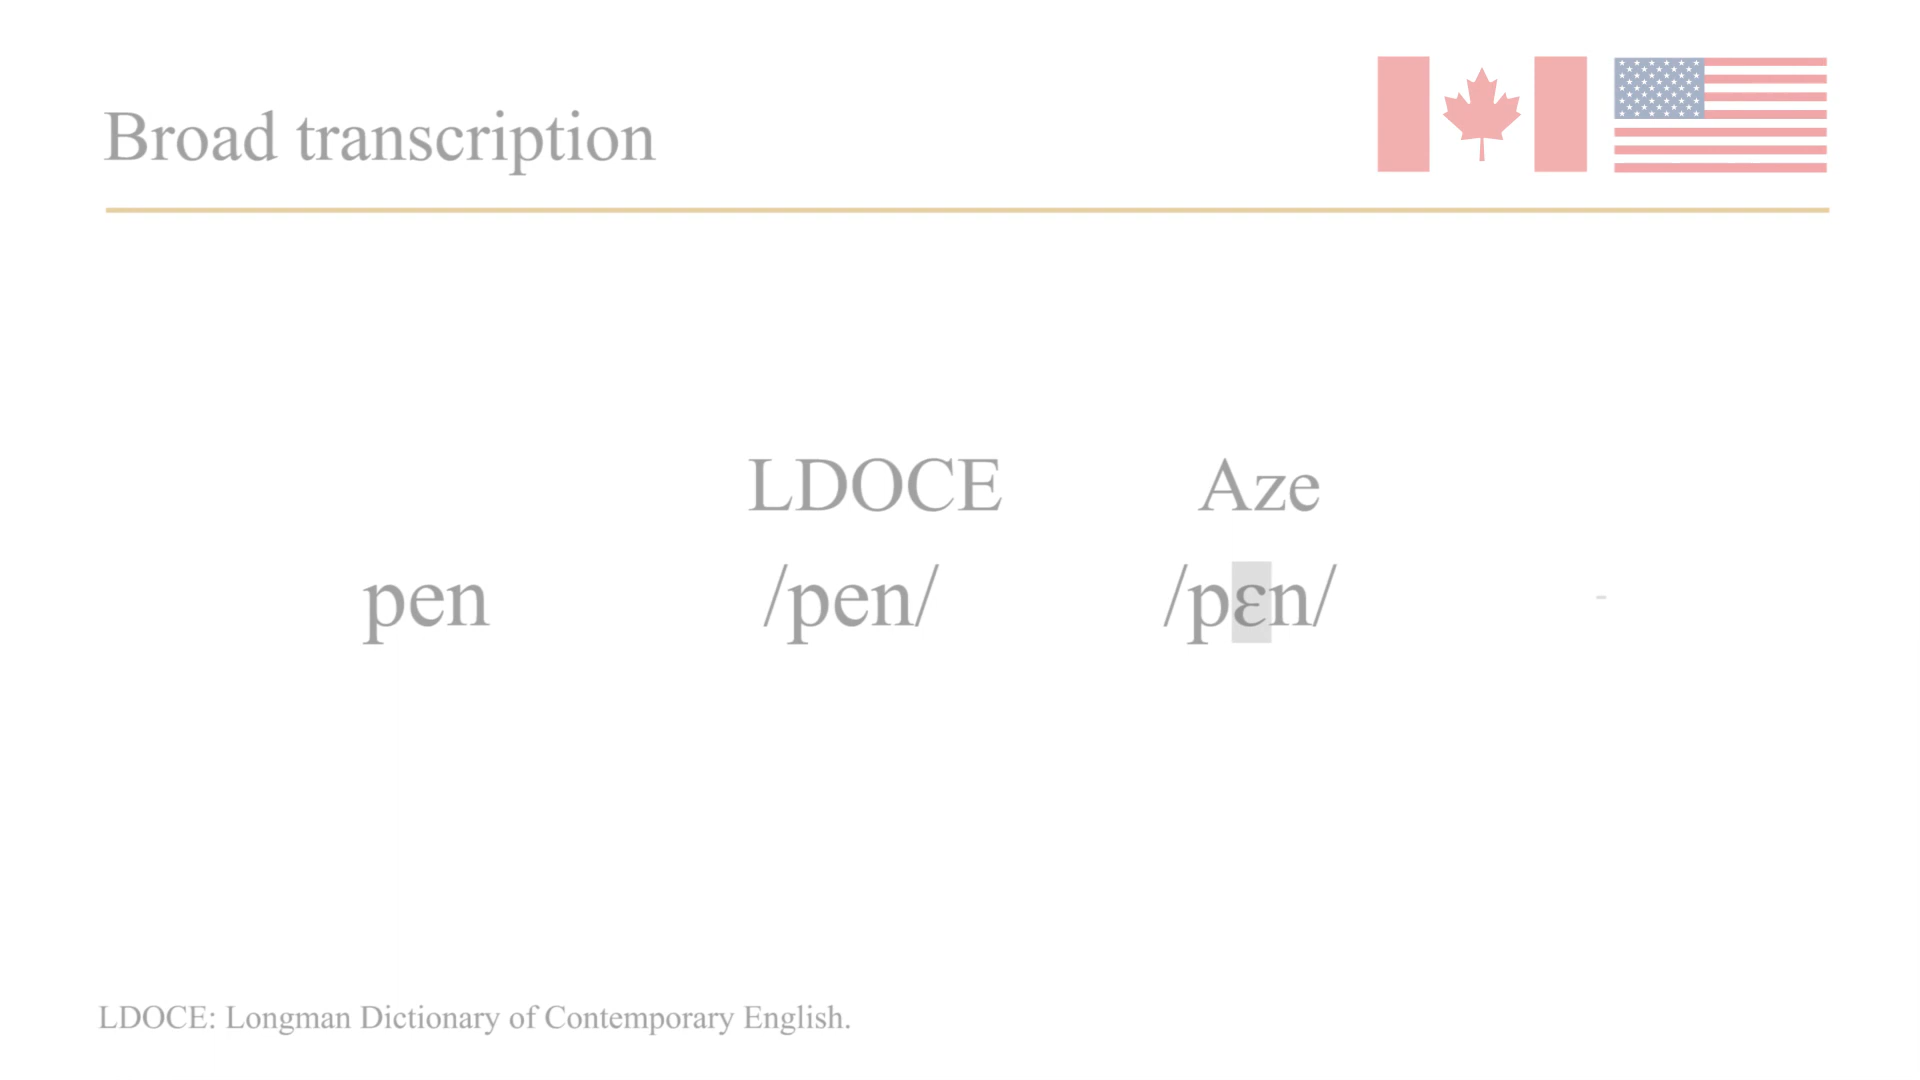 Broad transcription
LDOCE Aze
pen /pen/ /pɛn/ -
LDOCE: Longman Dictionary of Contemporary English.